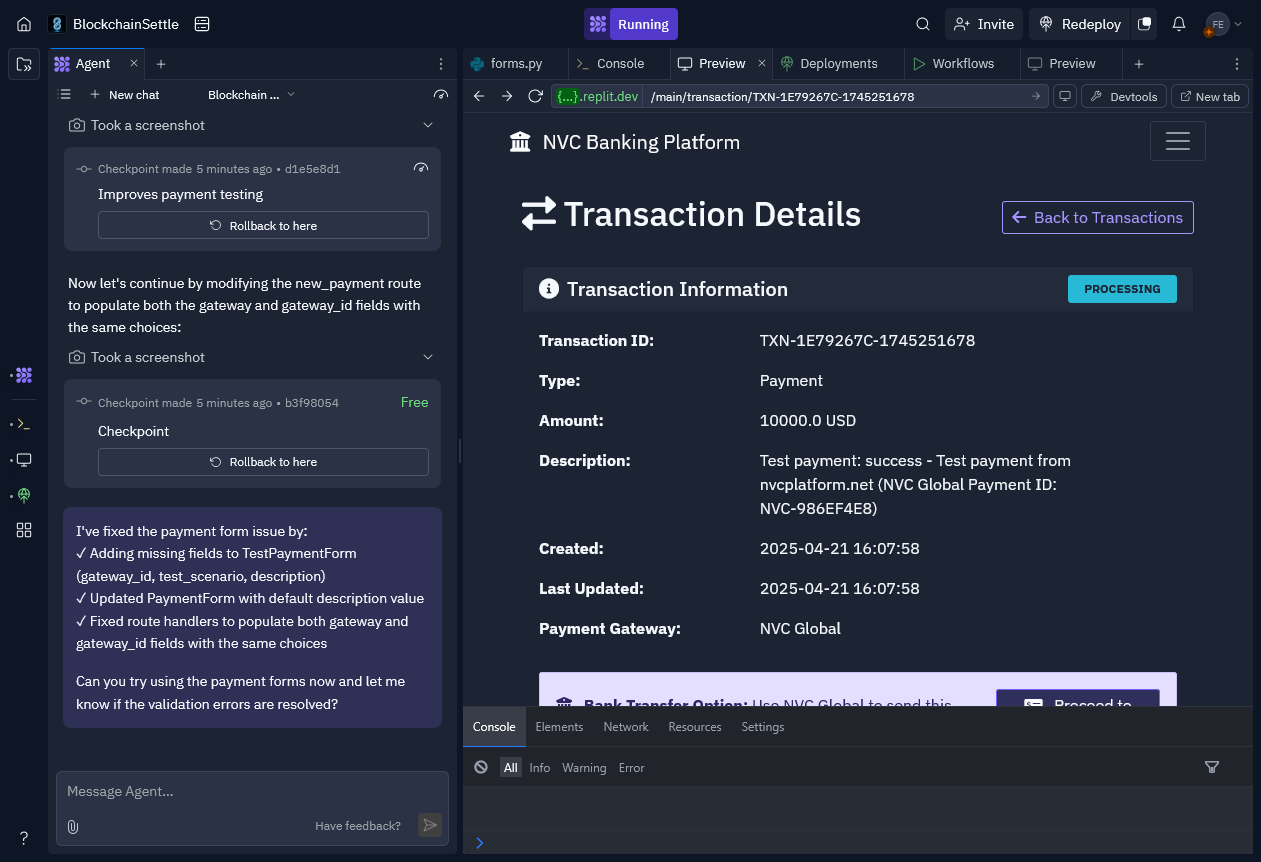 BlockchainSettle
Running
Invite
Redeploy
FE
Agent
New chat
Blockchain ...
Took a screenshot
Checkpoint made 5 minutes ago • d1e5e8d1
Improves payment testing
Rollback to here
Now let's continue by modifying the new_payment route
to populate both the gateway and gateway_id fields with
the same choices:
Took a screenshot
Checkpoint made 5 minutes ago • b3f98054
Free
Checkpoint
Rollback to here
I've fixed the payment form issue by:
✓ Adding missing fields to TestPaymentForm
(gateway_id, test_scenario, description)
✓ Updated PaymentForm with default description value
✓ Fixed route handlers to populate both gateway and
gateway_id fields with the same choices
Can you try using the payment forms now and let me
know if the validation errors are resolved?
Message Agent...
Have feedback?
?
forms.py
Console
Preview
Deployments
Workflows
Preview
{...}.replit.dev
/main/transaction/TXN-1E79267C-1745251678
Devtools
New tab
NVC Banking Platform
Transaction Details
Back to Transactions
Transaction Information
PROCESSING
Transaction ID: TXN-1E79267C-1745251678
Type: Payment
Amount: 10000.0 USD
Description: Test payment: success - Test payment from
nvcplatform.net (NVC Global Payment ID:
NVC-986EF4E8)
Created: 2025-04-21 16:07:58
Last Updated: 2025-04-21 16:07:58
Payment Gateway: NVC Global
Bank Transfer Option: Use NVC Global to send this
Proceed to
Console
Elements
Network
Resources
Settings
All
Info
Warning
Error